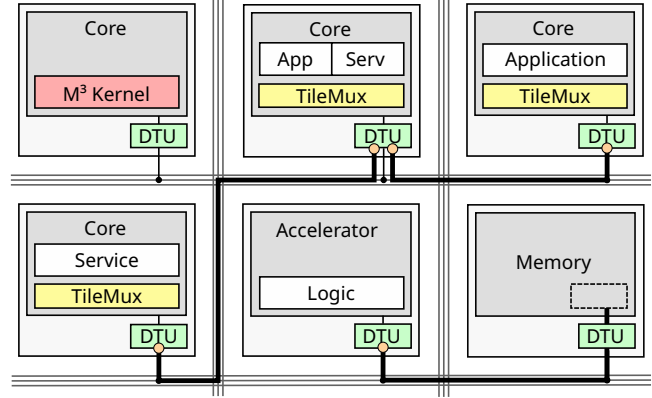 Core
M³ Kernel
DTU
Core
App Serv
TileMux
DTU
Core
Application
TileMux
DTU
Core
Service
TileMux
DTU
Accelerator
Logic
DTU
Memory
DTU